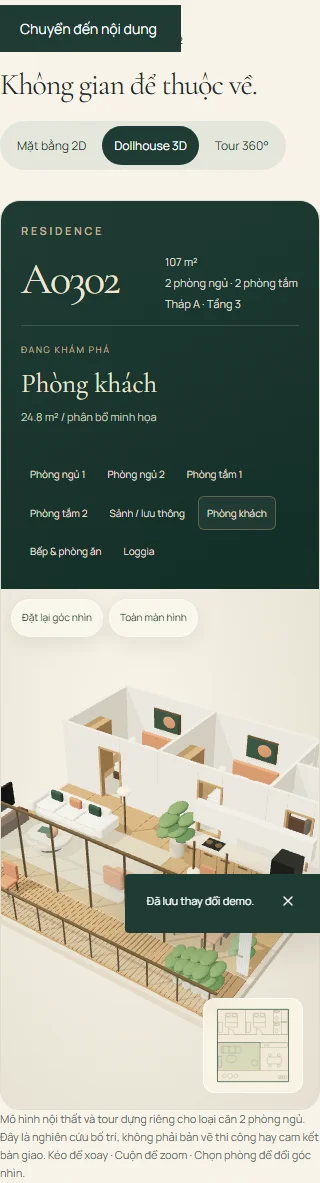 Chuyển đến nội dung
Không gian để thuộc về.
Mặt bằng 2D
Dollhouse 3D
Tour 360°
RESIDENCE
A0302
107 m²
2 phòng ngủ · 2 phòng tắm
Tháp A · Tầng 3
ĐANG KHÁM PHÁ
Phòng khách
24.8 m² / phân bổ minh họa
Phòng ngủ 1
Phòng ngủ 2
Phòng tắm 1
Phòng tắm 2
Sảnh / lưu thông
Phòng khách
Bếp & phòng ăn
Loggia
Đặt lại góc nhìn
Toàn màn hình
Đã lưu thay đổi demo.
Mô hình nội thất và tour dựng riêng cho loại căn 2 phòng ngủ.
Đây là nghiên cứu bố trí, không phải bản vẽ thi công hay cam kết
bàn giao. Kéo để xoay · Cuộn để zoom · Chọn phòng để đổi góc
nhìn.